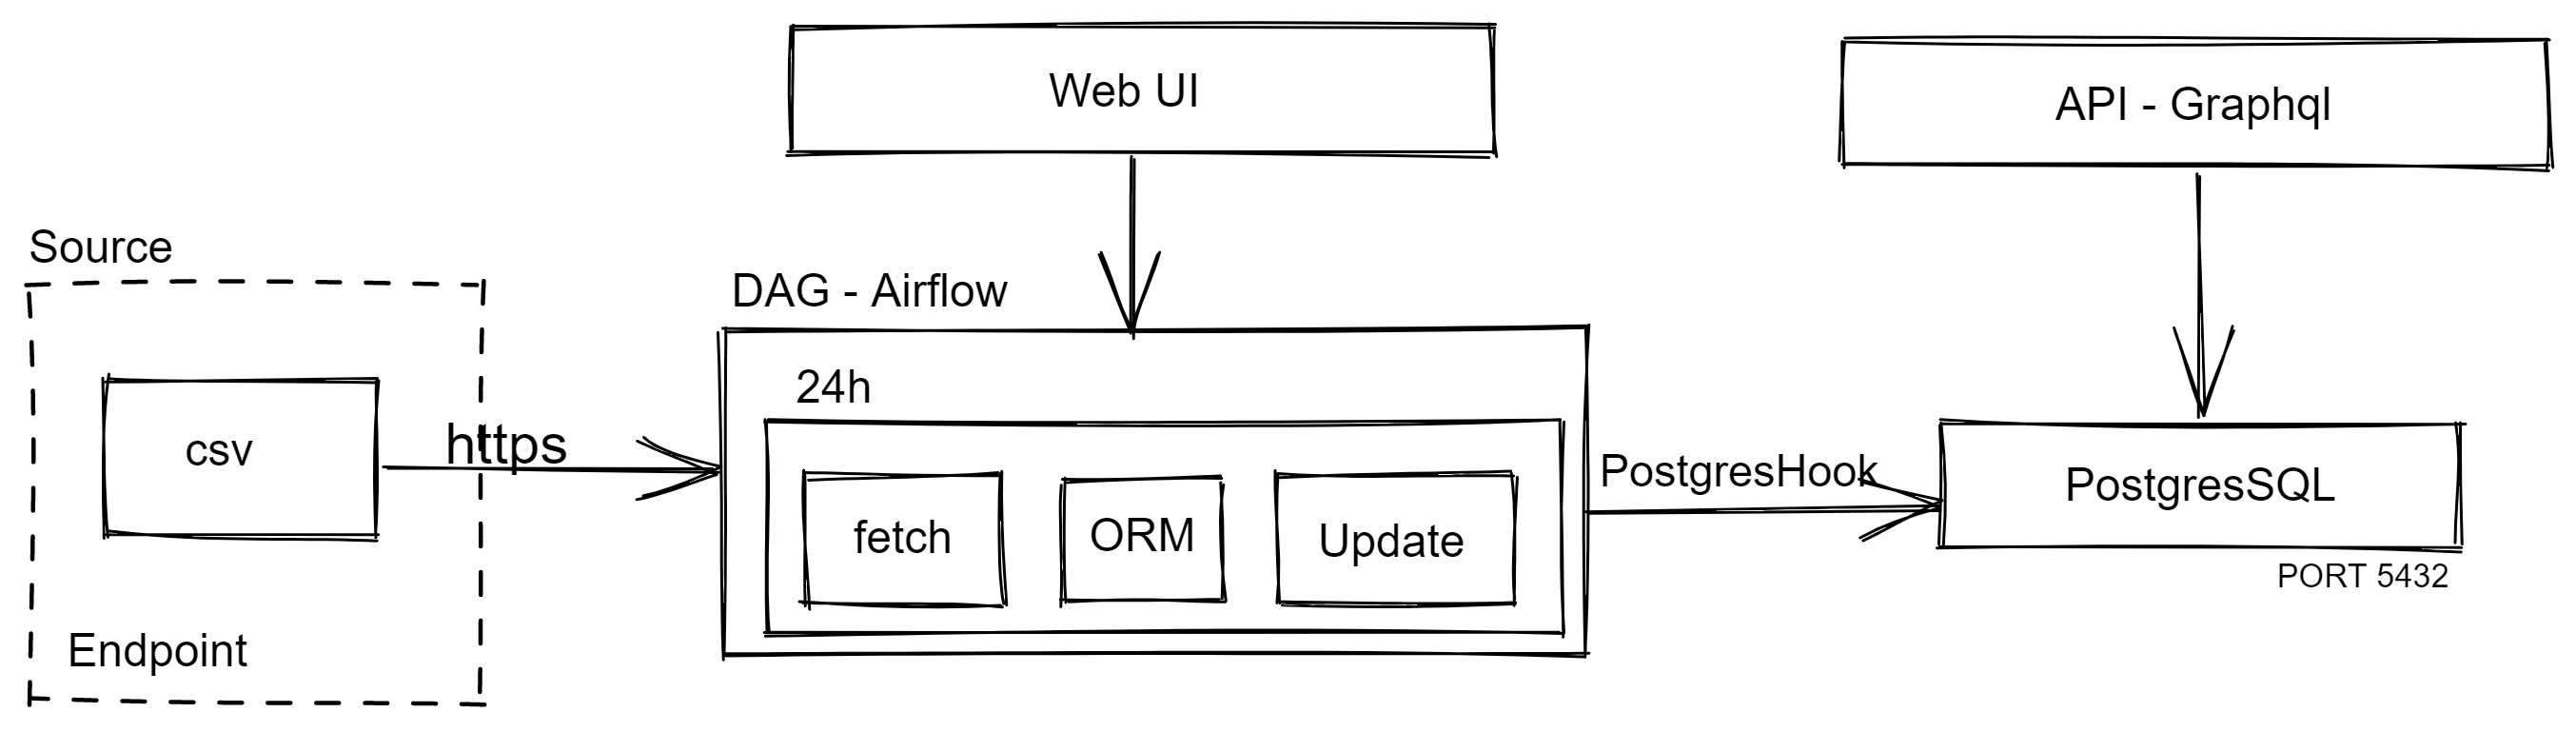 Web UI
API - Graphql
Source
DAG - Airflow
24h
csv
https
fetch
ORM
Update
PostgresHook
PostgresSQL
PORT 5432
Endpoint